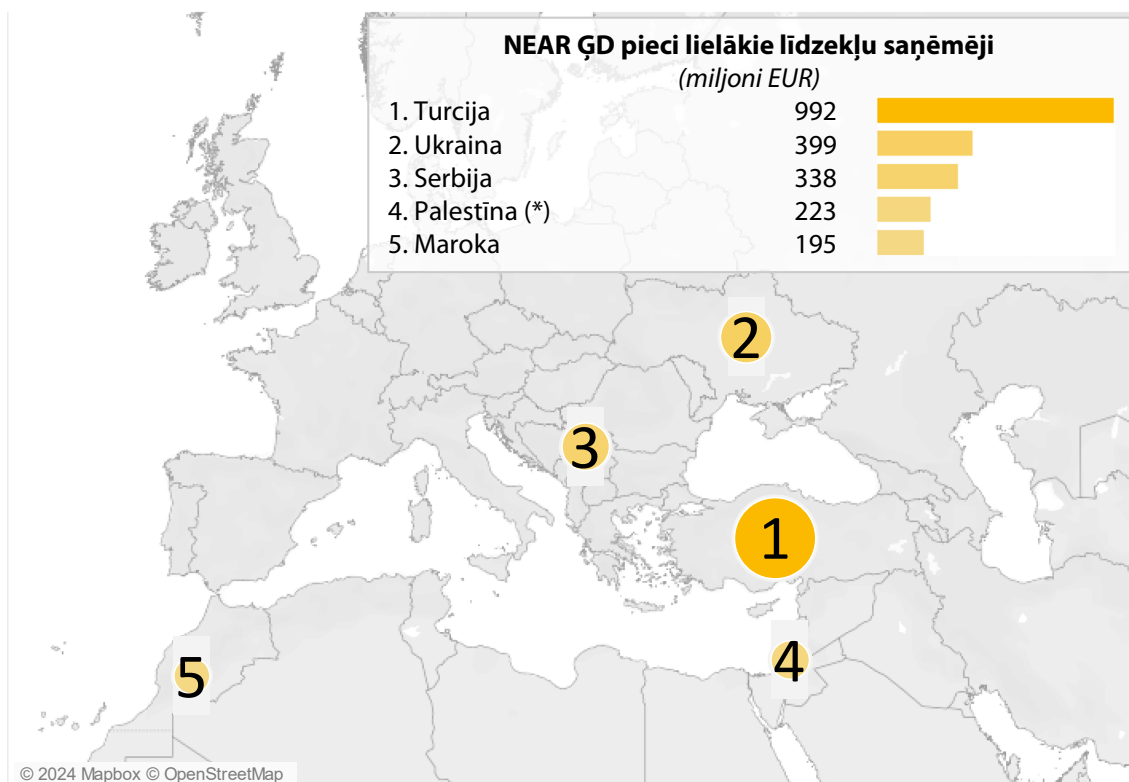 NEAR ĢD pieci lielākie līdzekļu saņēmēji
(miljoni EUR)
1. Turcija 992
2. Ukraina 399
3. Serbija 338
4. Palestīna (*) 223
5. Maroka 195
2
3
1
4
5
© 2024 Mapbox © OpenStreetMap